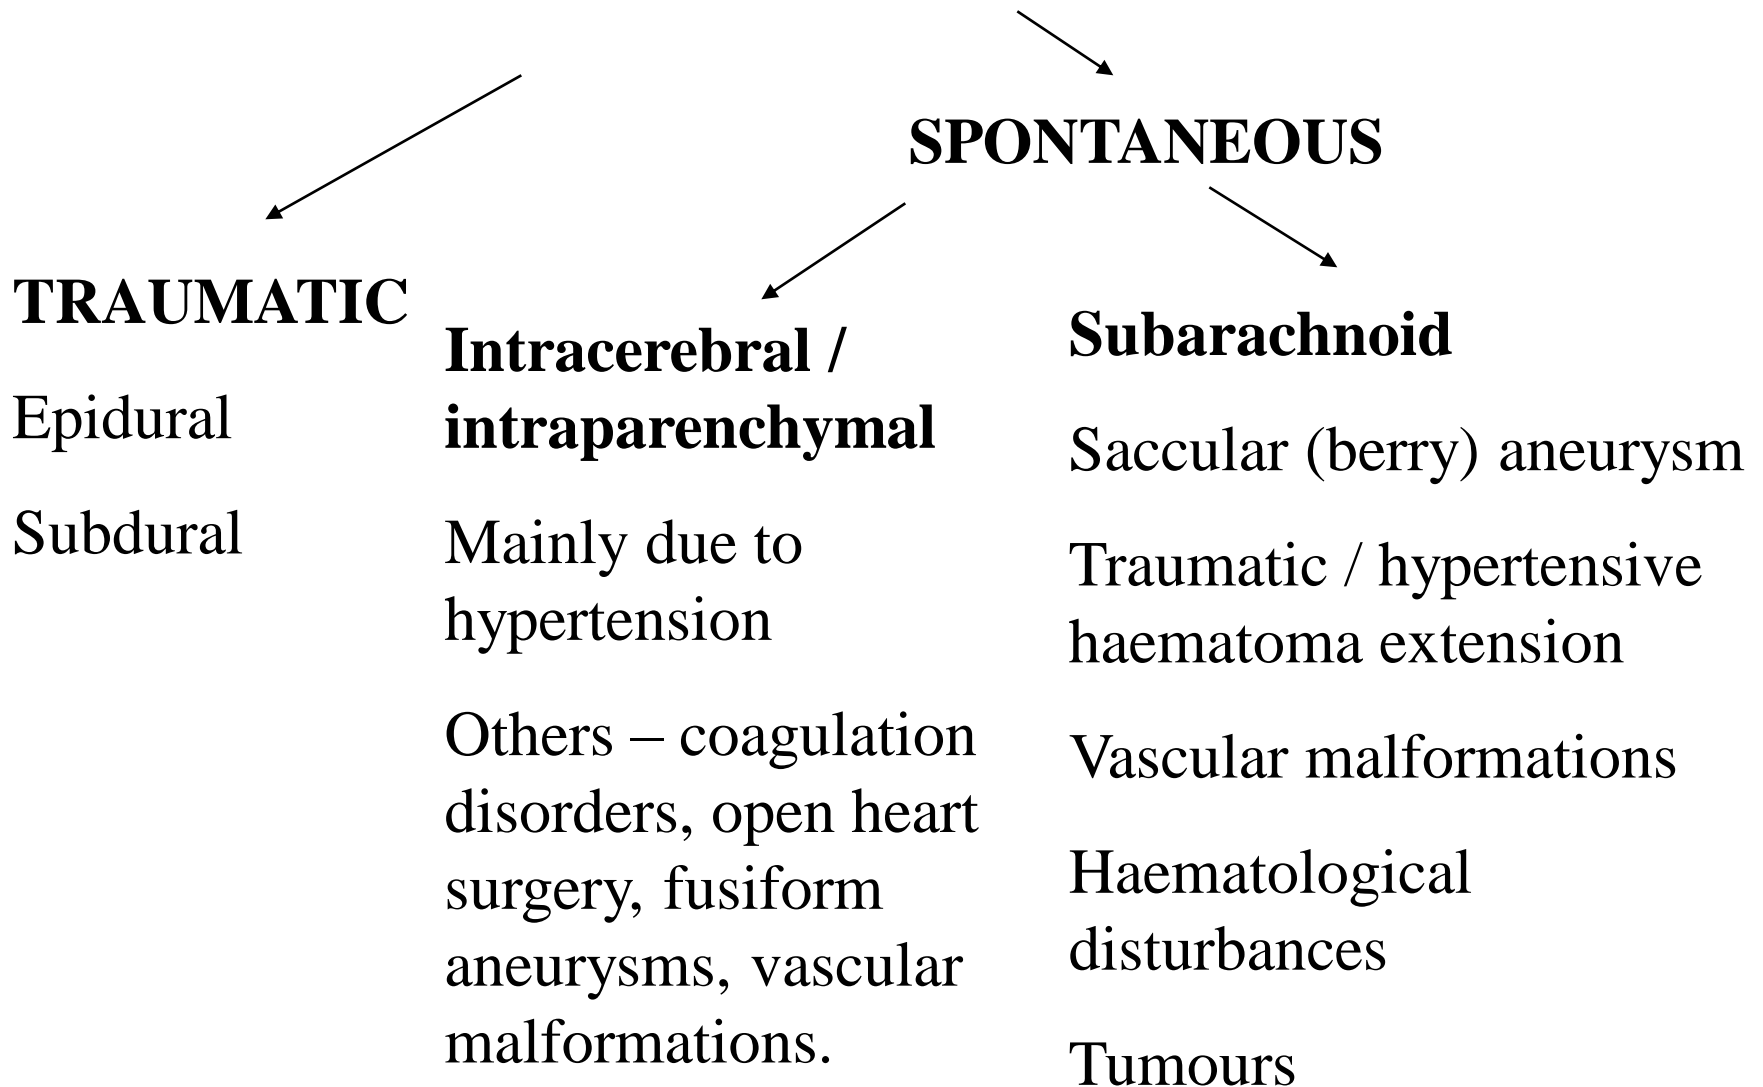 SPONTANEOUS
TRAUMATIC
Epidural
Subdural
Intracerebral /
intraparenchymal
Mainly due to
hypertension
Others – coagulation
disorders, open heart
surgery, fusiform
aneurysms, vascular
malformations.
Subarachnoid
Saccular (berry) aneurysm
Traumatic / hypertensive
haematoma extension
Vascular malformations
Haematological
disturbances
Tumours